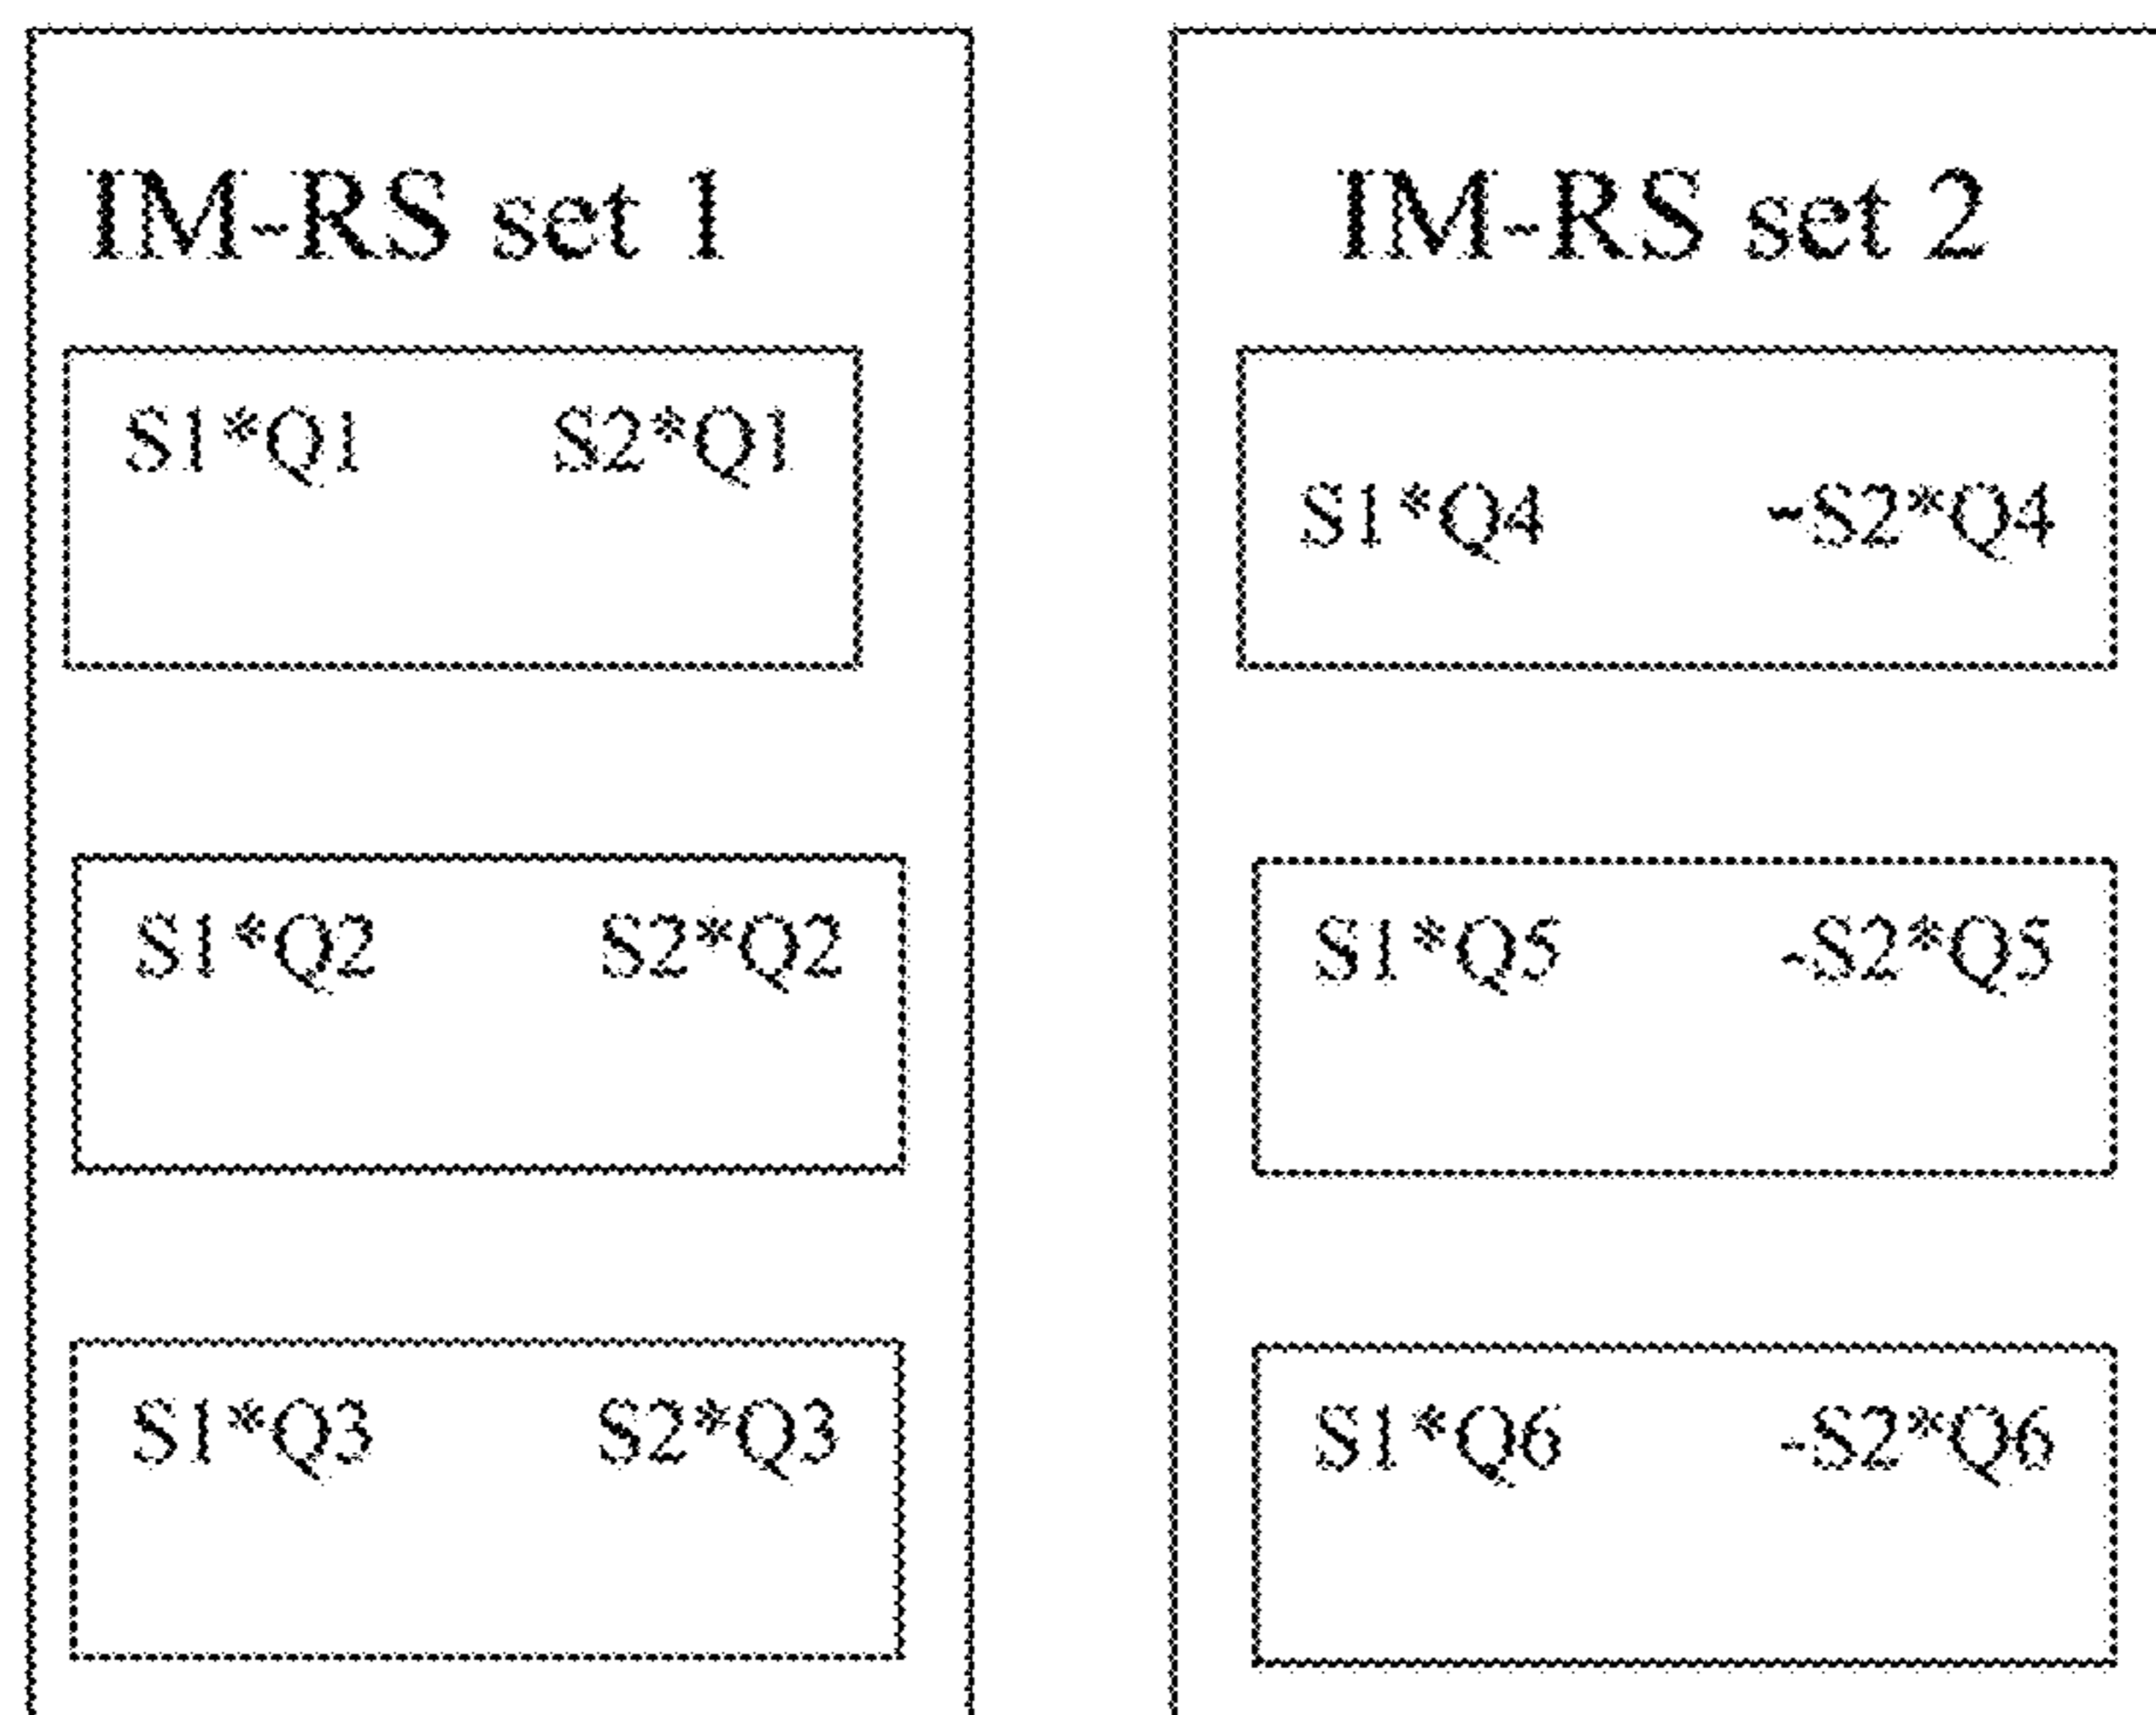 IM-RS set 1
S1*Q1 S2*Q1
S1*Q2 S2*Q2
S1*Q3 S2*Q3
IM-RS set 2
S1*Q4 -S2*Q4
S1*Q5 -S2*Q5
S1*Q6 -S2*Q6